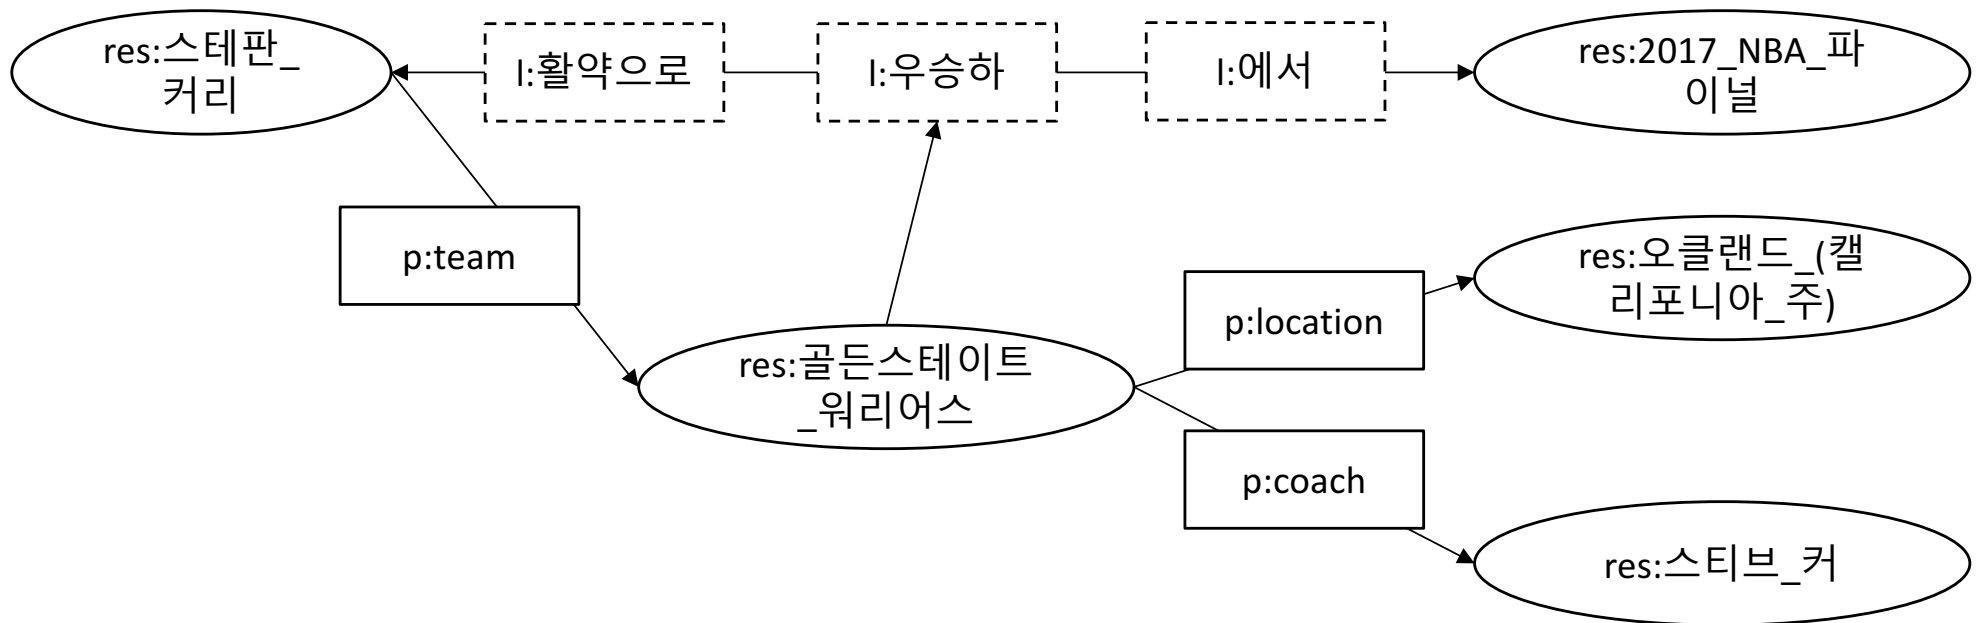 res:스테판_
커리
l:활약으로
l:우승하
l:에서
res:2017_NBA_파
이널
p:team
res:오클랜드_(캘
리포니아_주)
p:location
res:골든스테이트
_워리어스
p:coach
res:스티브_커